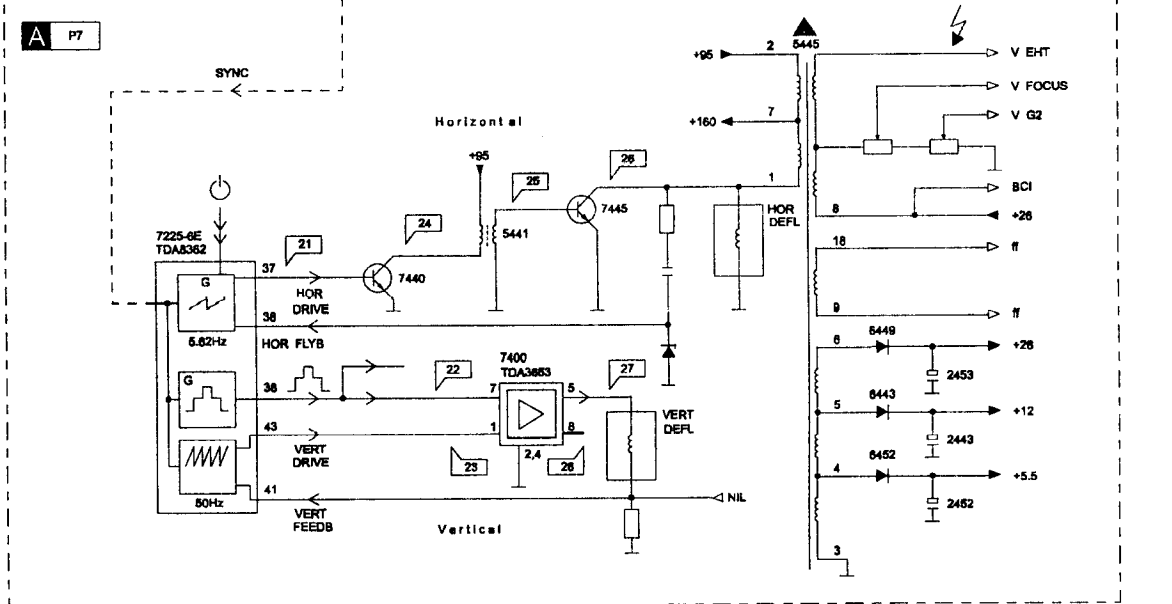 A P7
SYNC
Horizontal
+95
2
5445
V EHT
V FOCUS
+160
7
V G2
+95
26
25
1
BCI
7445
HOR
DEFL
8
+26
24
5441
18
ff
7225-6E
TDA8362
21
37
7440
G
HOR
DRIVE
38
HOR FLYB
9
ff
5.62Hz
6449
6
+26
7400
TDA3653
22
27
2453
G
38
7
5
6443
5
+12
VERT
DEFL
43
1
8
2443
VERT
DRIVE
23
2,4
28
6452
4
+5.5
41
50Hz
NIL
2452
VERT
FEEDB
Vertical
3